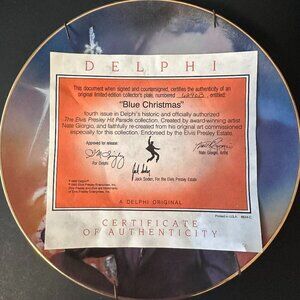 DELPHI
This document when signed and countersigned, certifies the authenticity of an
original limited-edition collector's plate, numbered entitled:
"Blue Christmas"
fourth issue in Delphi's historic and officially authorized
The Elvis Presley Hit Parade collection. Created by award-winning artist
Nate Giorgio, and faithfully re-created from his original art commissioned
especially for this collection. Endorsed by the Elvis Presley Estate.
Approved for release:
For Delphi
Nate Giorgio, Artist
Jack Soden, For the Elvis Presley Estate
Printed in U.S.A.
A DELPHI ORIGINAL
CERTIFICATE
OF AUTHENTICITY